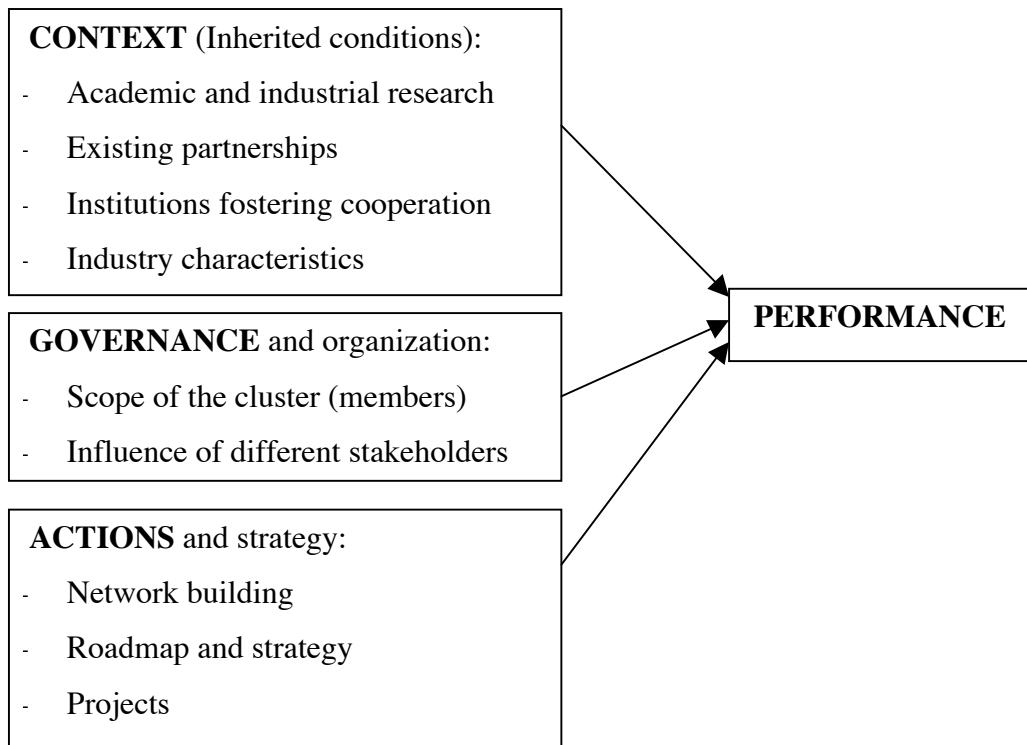 CONTEXT (Inherited conditions):
- Academic and industrial research
- Existing partnerships
- Institutions fostering cooperation
- Industry characteristics
PERFORMANCE
GOVERNANCE and organization:
- Scope of the cluster (members)
- Influence of different stakeholders
ACTIONS and strategy:
- Network building
- Roadmap and strategy
- Projects